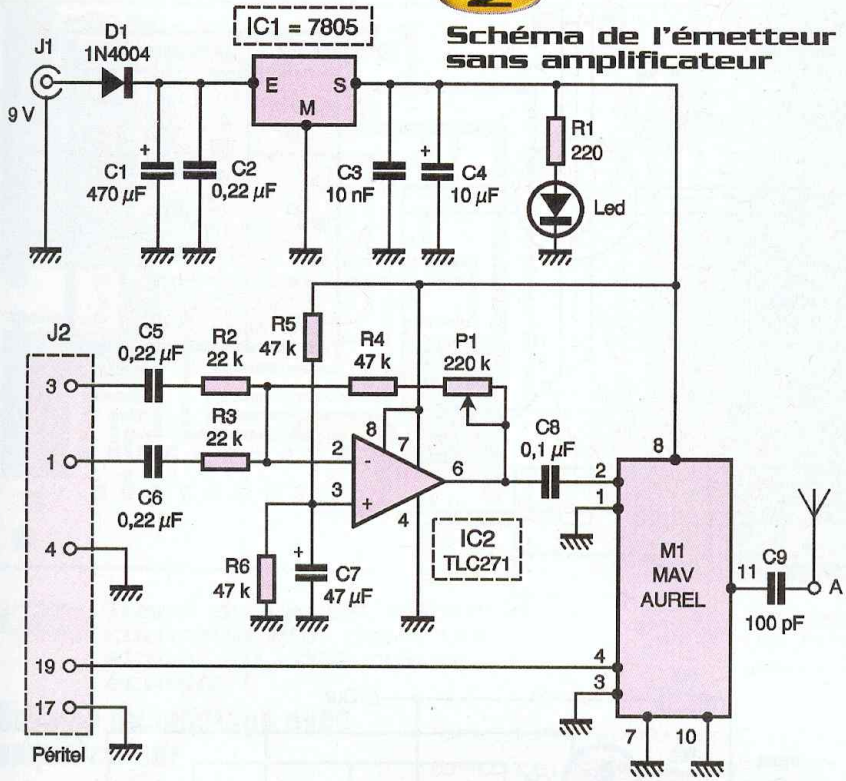 2
Schéma de l'émetteur
sans amplificateur
IC1 = 7805
J1
D1
1N4004
9 V
E
S
M
+
C1
470 µF
C2
0,22 µF
C3
10 nF
+
C4
10 µF
R1
220
Led
J2
C5
0,22 µF
R2
22 k
R5
47 k
R4
47 k
P1
220 k
3
R3
22 k
8
7
C8
0,1 µF
8
1
2
-
6
2
3
+
1
C6
0,22 µF
4
IC2
TLC271
M1
MAV
AUREL
11
C9
A
100 pF
4
R6
47 k
+
C7
47 µF
19
4
3
17
7
10
Péritel